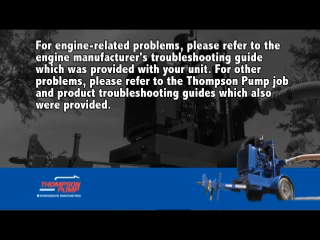 For engine-related problems, please refer to the
engine manufacturer's troubleshooting guide
which was provided with your unit. For other
problems, please refer to the Thompson Pump job
and product troubleshooting guides which also
were provided.
THOMPSON
PUMP